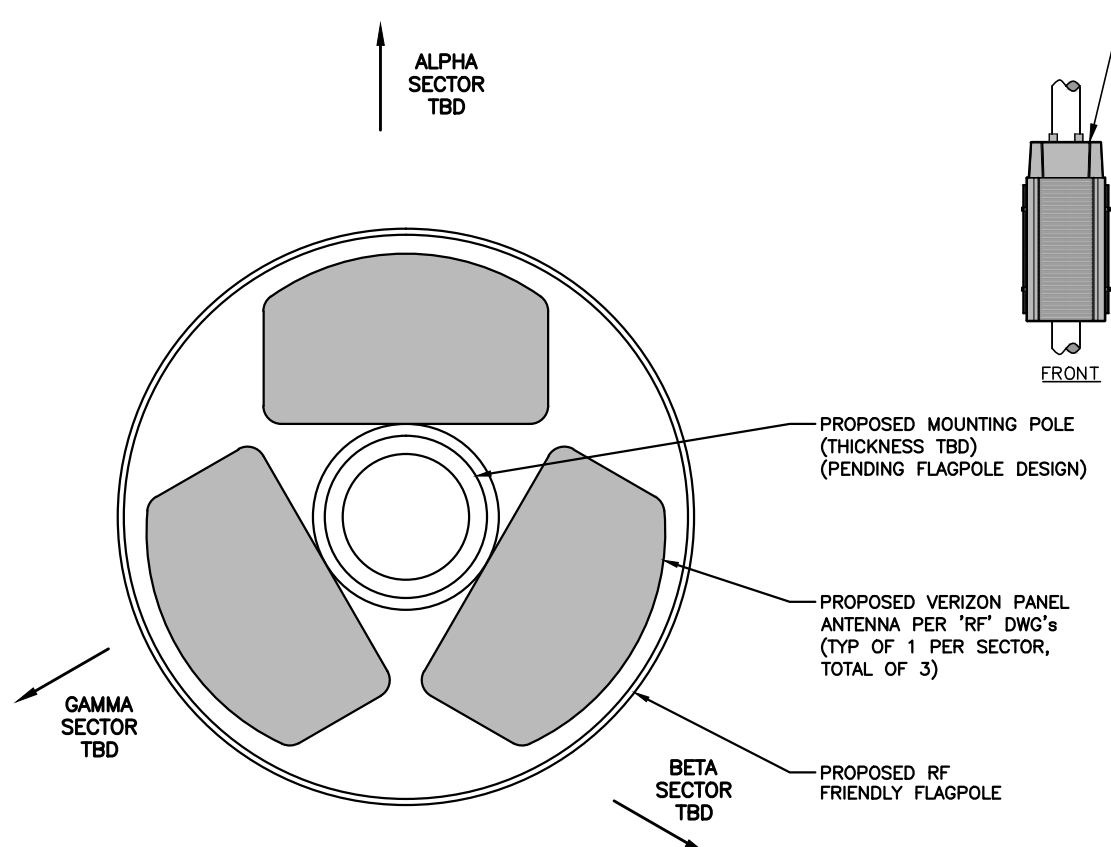 ALPHA
SECTOR
TBD
FRONT
PROPOSED MOUNTING POLE
(THICKNESS TBD)
(PENDING FLAGPOLE DESIGN)
PROPOSED VERIZON PANEL
ANTENNA PER 'RF' DWG's
(TYP OF 1 PER SECTOR,
TOTAL OF 3)
GAMMA
SECTOR
TBD
BETA
SECTOR
TBD
PROPOSED RF
FRIENDLY FLAGPOLE